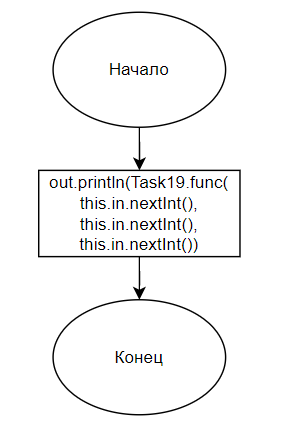 Начало
out.println(Task19.func(
this.in.nextInt(),
this.in.nextInt(),
this.in.nextInt())
Конец